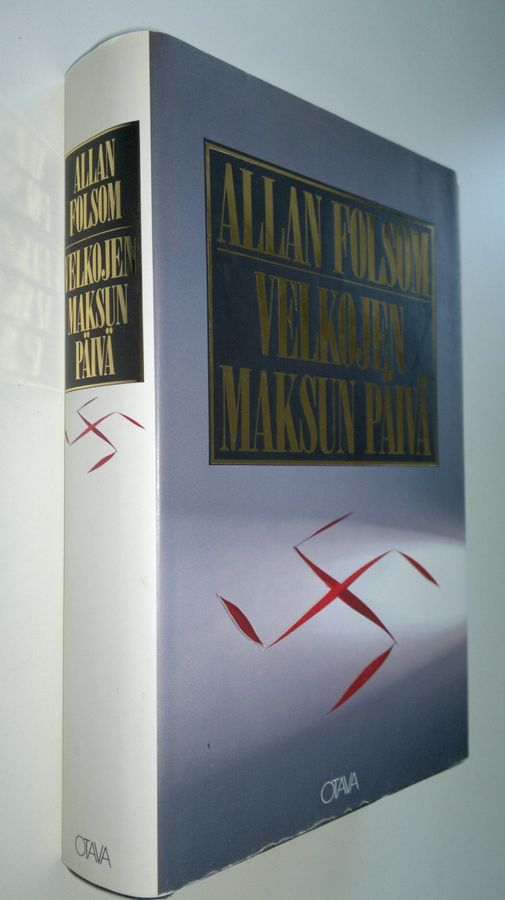 ALLAN
FOLSOM
VELKOJEN
MAKSUN
PÄIVÄ
OTAVA
ALLAN FOLSOM
VELKOJEN
MAKSUN PÄIVÄ
OTAVA